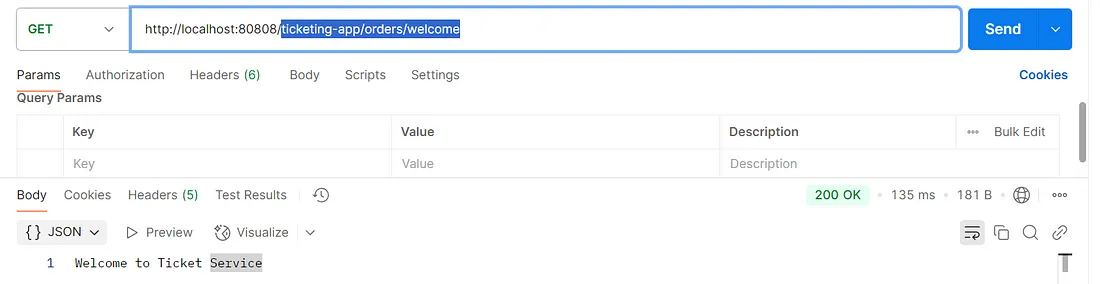 GET http://localhost:80808/ticketing-app/orders/welcome Send
Params Authorization Headers (6) Body Scripts Settings Cookies
Query Params
Key Value Description Bulk Edit
Key Value Description
Body Cookies Headers (5) Test Results 200 OK 135 ms 181 B
{} JSON Preview Visualize
1 Welcome to Ticket Service